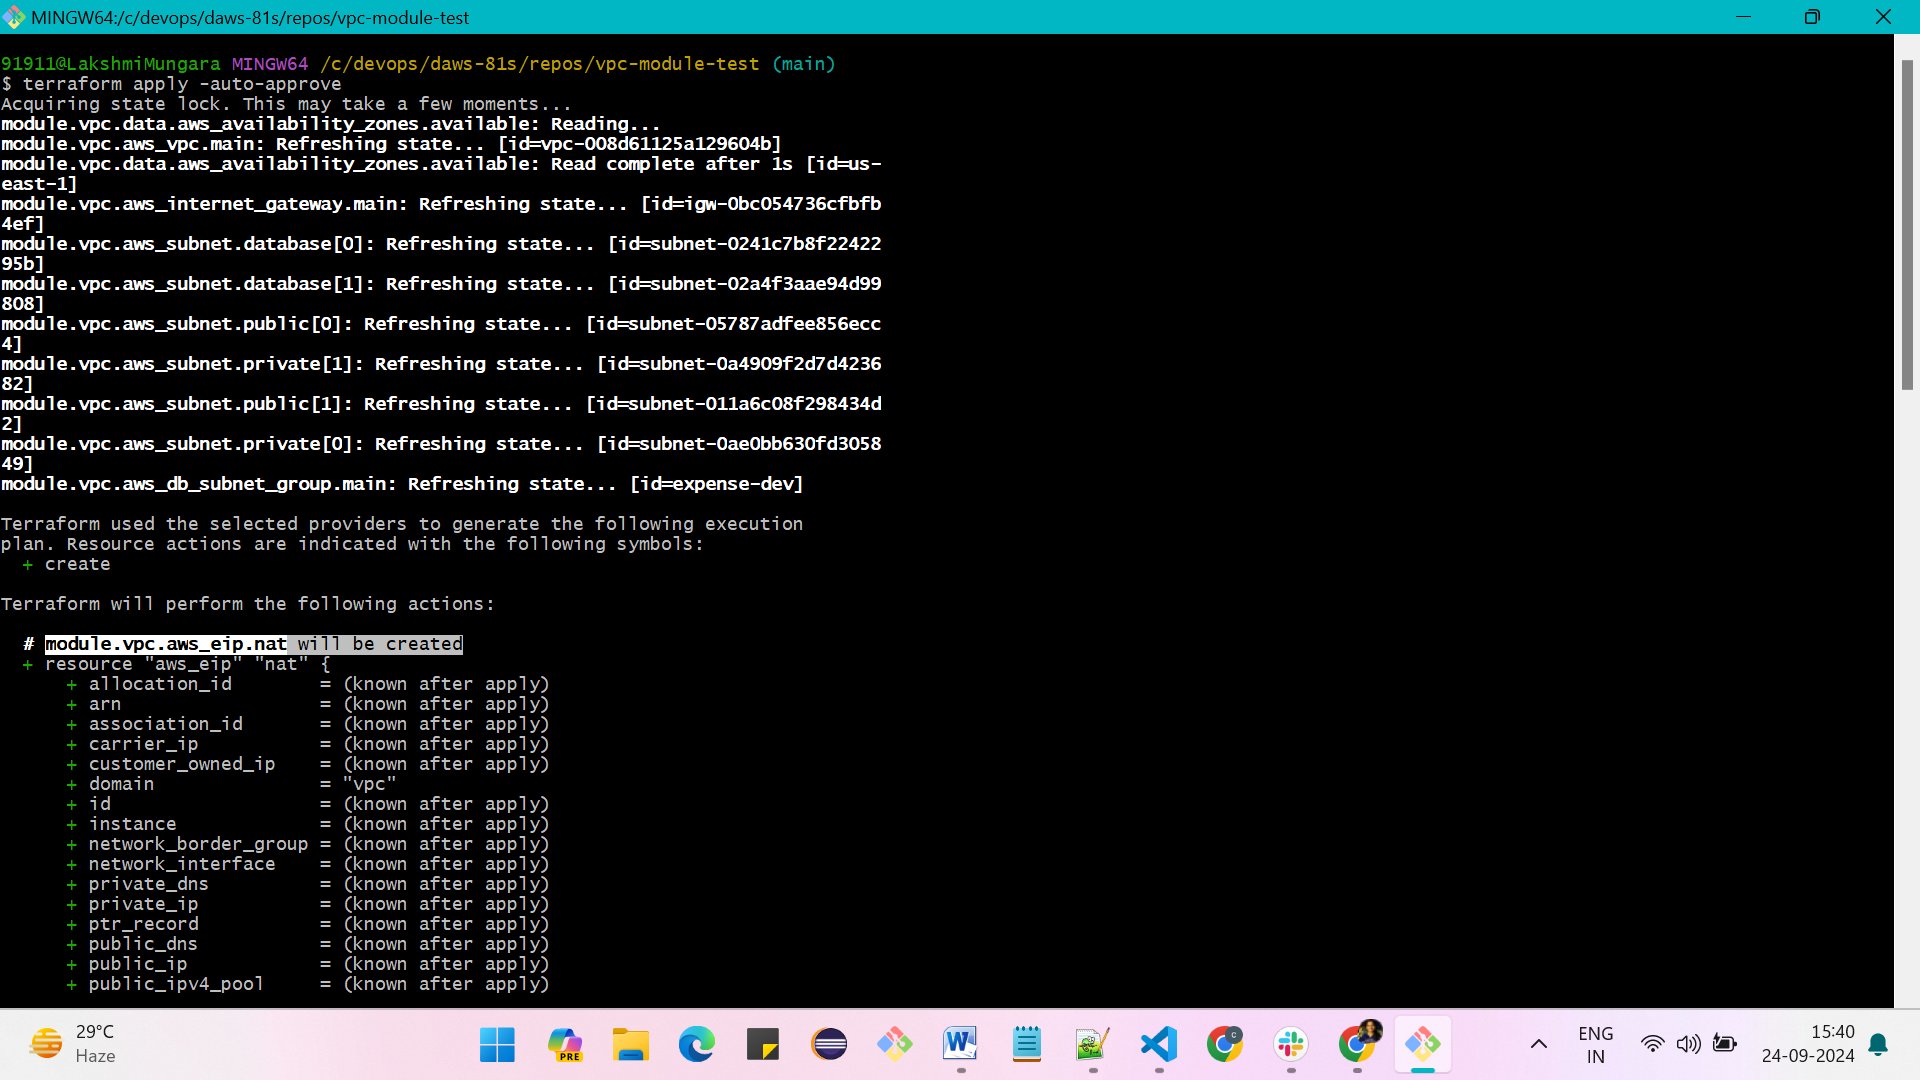 MINGW64:/c/devops/daws-81s/repos/vpc-module-test
91911@LakshmiMungara MINGW64 /c/devops/daws-81s/repos/vpc-module-test (main)
$ terraform apply -auto-approve
Acquiring state lock. This may take a few moments...
module.vpc.data.aws_availability_zones.available: Reading...
module.vpc.aws_vpc.main: Refreshing state... [id=vpc-008d61125a129604b]
module.vpc.data.aws_availability_zones.available: Read complete after 1s [id=us-
east-1]
module.vpc.aws_internet_gateway.main: Refreshing state... [id=igw-0bc054736cfbfb
4ef]
module.vpc.aws_subnet.database[0]: Refreshing state... [id=subnet-0241c7b8f22422
95b]
module.vpc.aws_subnet.database[1]: Refreshing state... [id=subnet-02a4f3aae94d99
808]
module.vpc.aws_subnet.public[0]: Refreshing state... [id=subnet-05787adfee856ecc
4]
module.vpc.aws_subnet.private[1]: Refreshing state... [id=subnet-0a4909f2d7d4236
82]
module.vpc.aws_subnet.public[1]: Refreshing state... [id=subnet-011a6c08f298434d
2]
module.vpc.aws_subnet.private[0]: Refreshing state... [id=subnet-0ae0bb630fd3058
49]
module.vpc.aws_db_subnet_group.main: Refreshing state... [id=expense-dev]
Terraform used the selected providers to generate the following execution
plan. Resource actions are indicated with the following symbols:
+ create
Terraform will perform the following actions:
# module.vpc.aws_eip.nat will be created
+ resource "aws_eip" "nat" {
+ allocation_id = (known after apply)
+ arn = (known after apply)
+ association_id = (known after apply)
+ carrier_ip = (known after apply)
+ customer_owned_ip = (known after apply)
+ domain = "vpc"
+ id = (known after apply)
+ instance = (known after apply)
+ network_border_group = (known after apply)
+ network_interface = (known after apply)
+ private_dns = (known after apply)
+ private_ip = (known after apply)
+ ptr_record = (known after apply)
+ public_dns = (known after apply)
+ public_ip = (known after apply)
+ public_ipv4_pool = (known after apply)
29°C
Haze
PRE
W
C
ENG
IN
15:40
24-09-2024